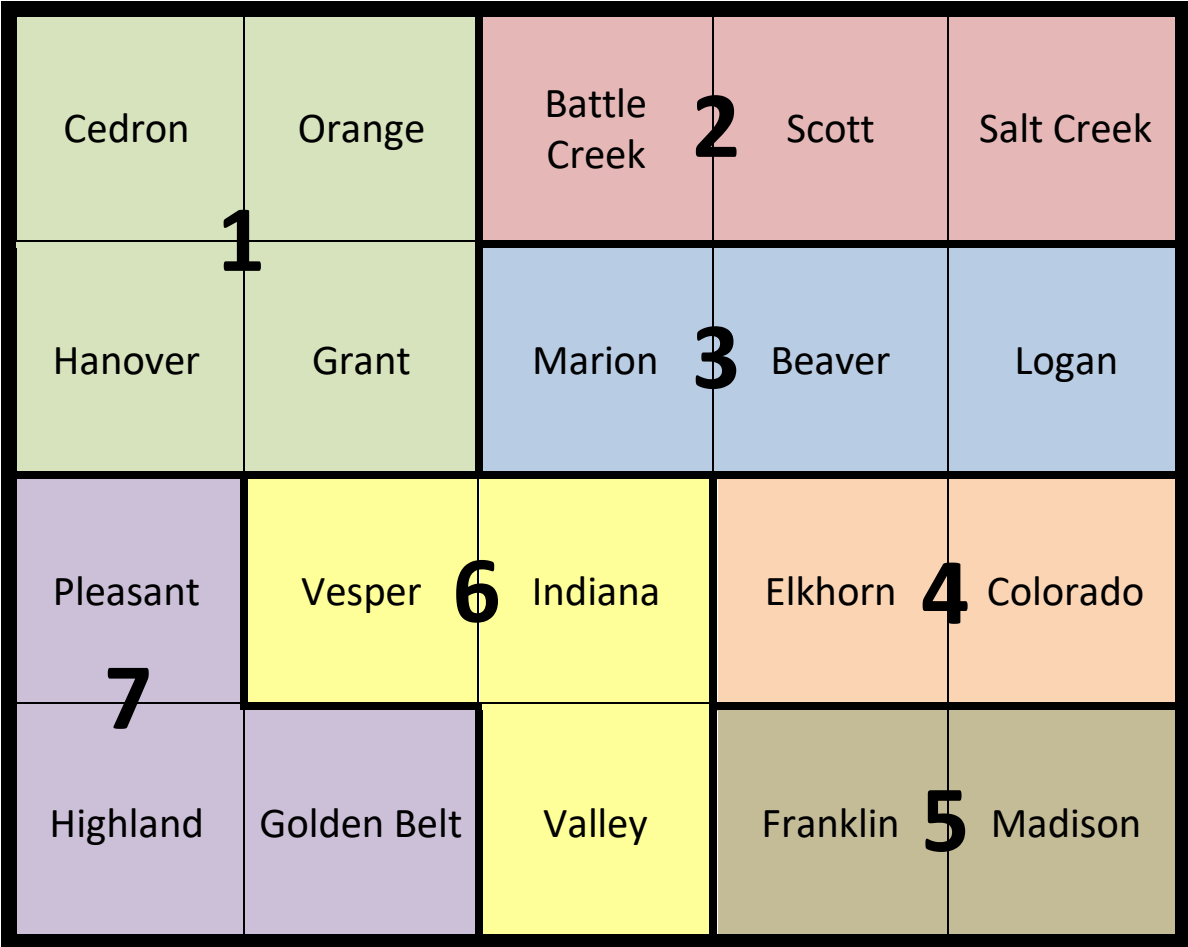 Cedron
Orange
Battle
Creek
2
Scott
Salt Creek
1
Hanover
Grant
Marion
3
Beaver
Logan
Pleasant
Vesper
6
Indiana
Elkhorn
4
Colorado
7
Highland
Golden Belt
Valley
Franklin
5
Madison